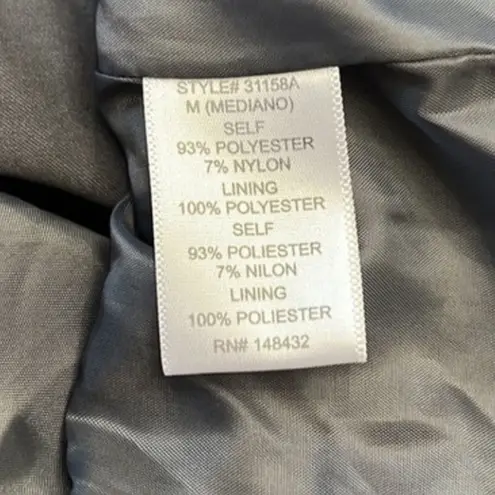 STYLE# 31158A
M (MEDIANO)
SELF
93% POLYESTER
7% NYLON
LINING
100% POLYESTER
SELF
93% POLIESTER
7% NILON
LINING
100% POLIESTER
RN# 148432